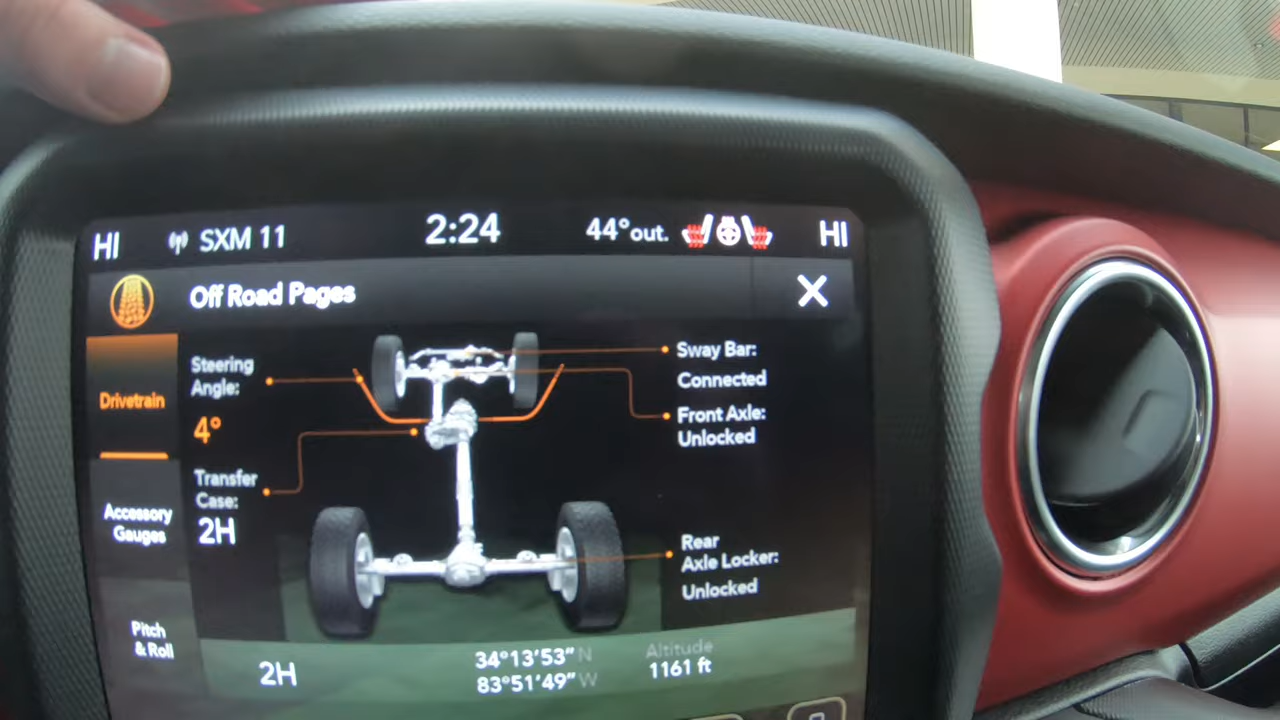 HI SXM 11 2:24 44°out. HI
Off Road Pages
Steering
Angle:
4°
Transfer
Case:
2H
Drivetrain
Accessory
Gauges
Pitch
& Roll
Sway Bar:
Connected
Front Axle:
Unlocked
Rear
Axle Locker:
Unlocked
2H
34°13'53" N
83°51'49" W
Altitude
1161 ft